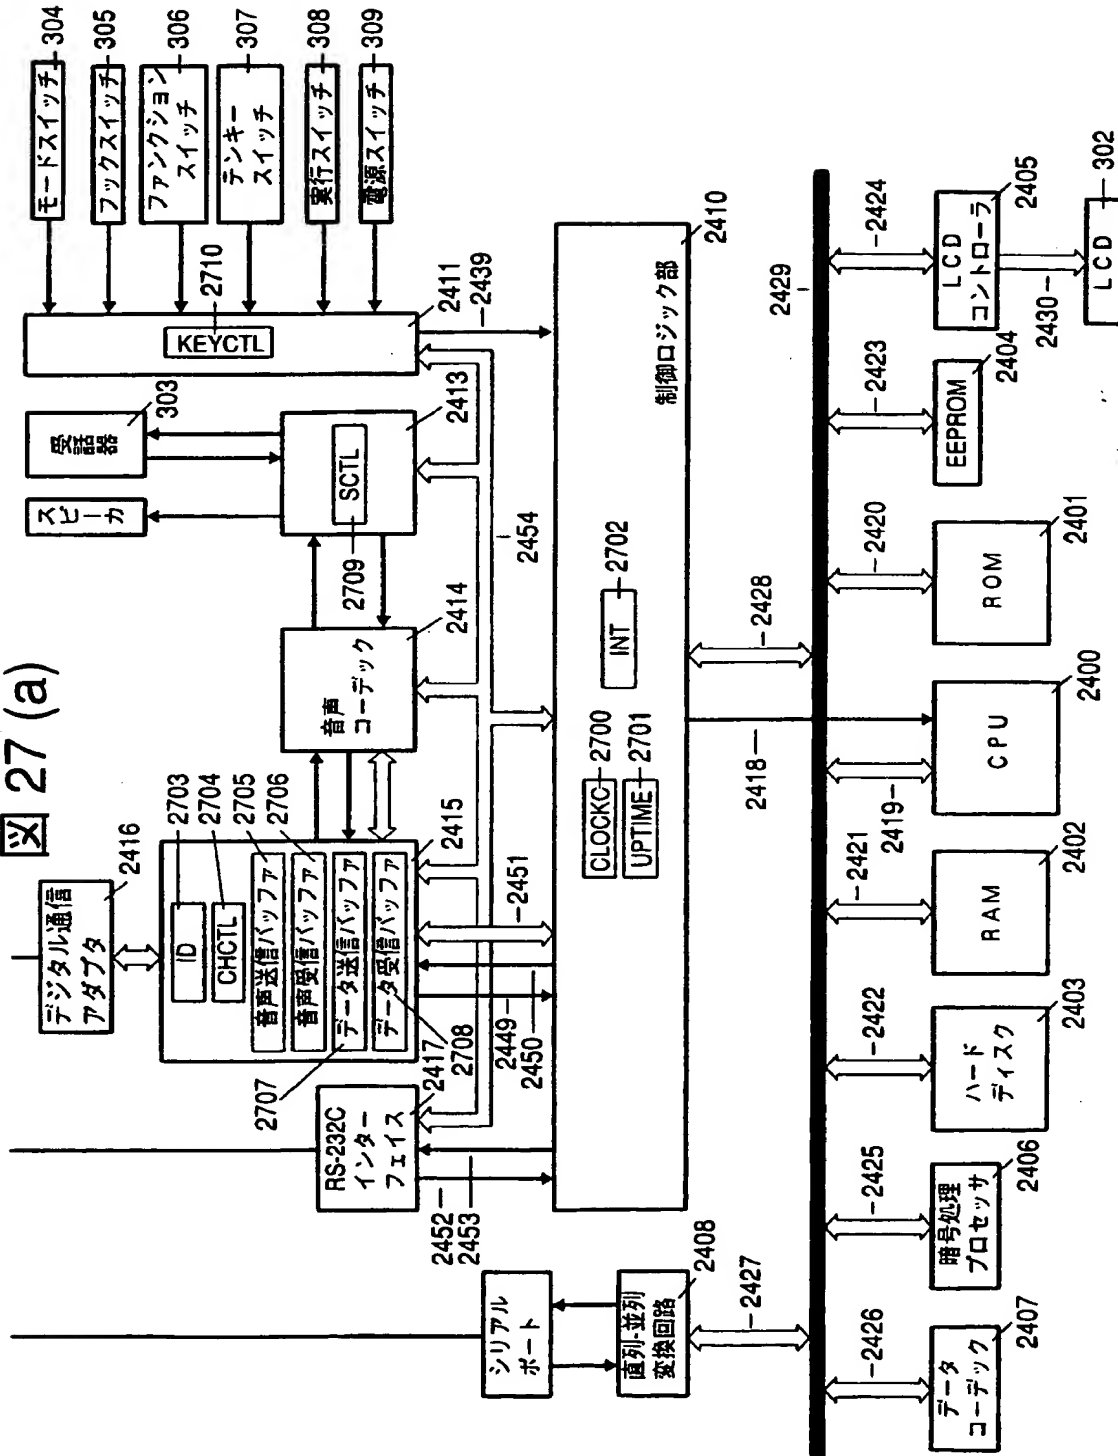 図 27 (a)
デジタル通信
アダプタ
2416
ID
2703
CHCTL
2704
音声送信バッファ
2705
音声受信バッファ
2706
データ送信バッファ
2707
データ受信バッファ
2708
2415
RS-232C
インター
フェイス
2417
音声
コーデック
2414
スピーカ
受話器
303
SCTL
2709
2413
KEYCTL
2710
2411
モードスイッチ
304
フックスイッチ
305
ファンクション
スイッチ
306
テンキー
スイッチ
307
実行スイッチ
308
電源スイッチ
309
2439
2454
2451
2449
2450
2452
2453
シリアル
ポート
直列-並列
変換回路
2408
2427
CLOCKC
2700
UPTIME
2701
INT
2702
制御ロジック部
2410
2418
2428
2429
2426
2425
2422
2421
2419
2420
2423
2424
データ
コーデック
2407
暗号処理
プロセッサ
2406
ハード
ディスク
2403
RAM
2402
CPU
2400
ROM
2401
EEPROM
2404
LCD
コントローラ
2405
2430
LCD
302